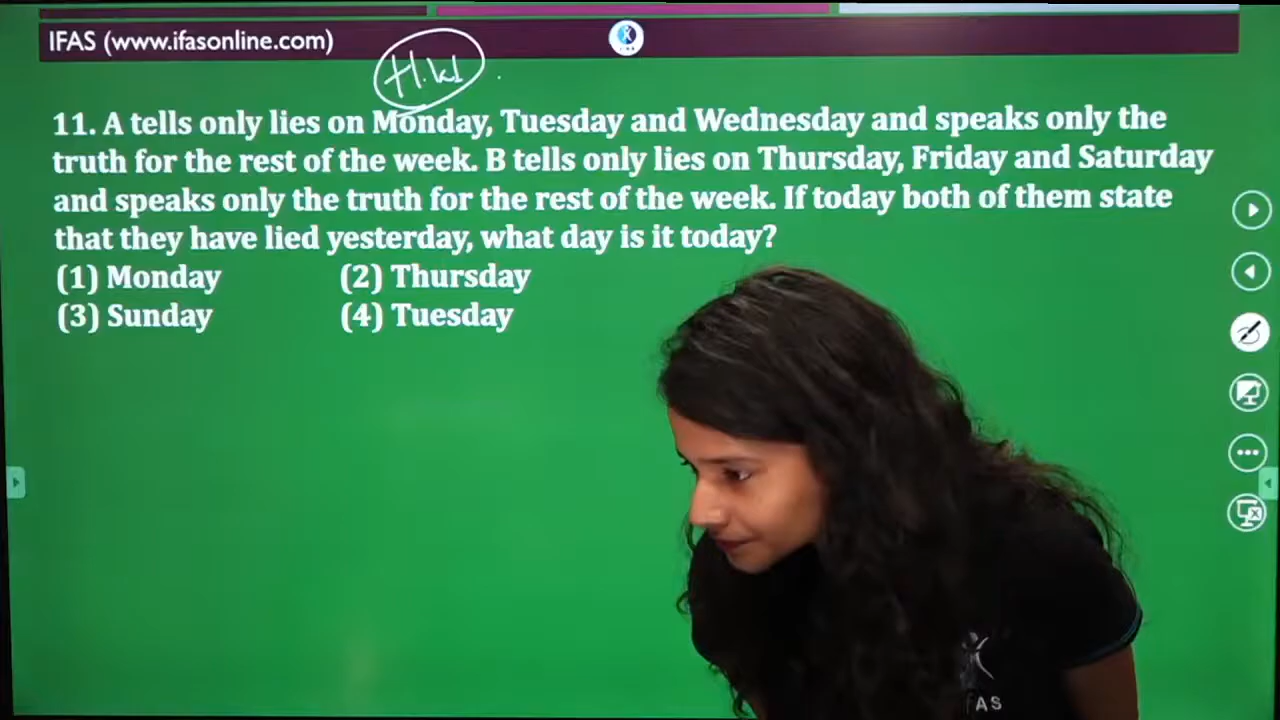 IFAS (www.ifasonline.com)
H.W
11. A tells only lies on Monday, Tuesday and Wednesday and speaks only the
truth for the rest of the week. B tells only lies on Thursday, Friday and Saturday
and speaks only the truth for the rest of the week. If today both of them state
that they have lied yesterday, what day is it today?
(1) Monday (2) Thursday
(3) Sunday (4) Tuesday
AS